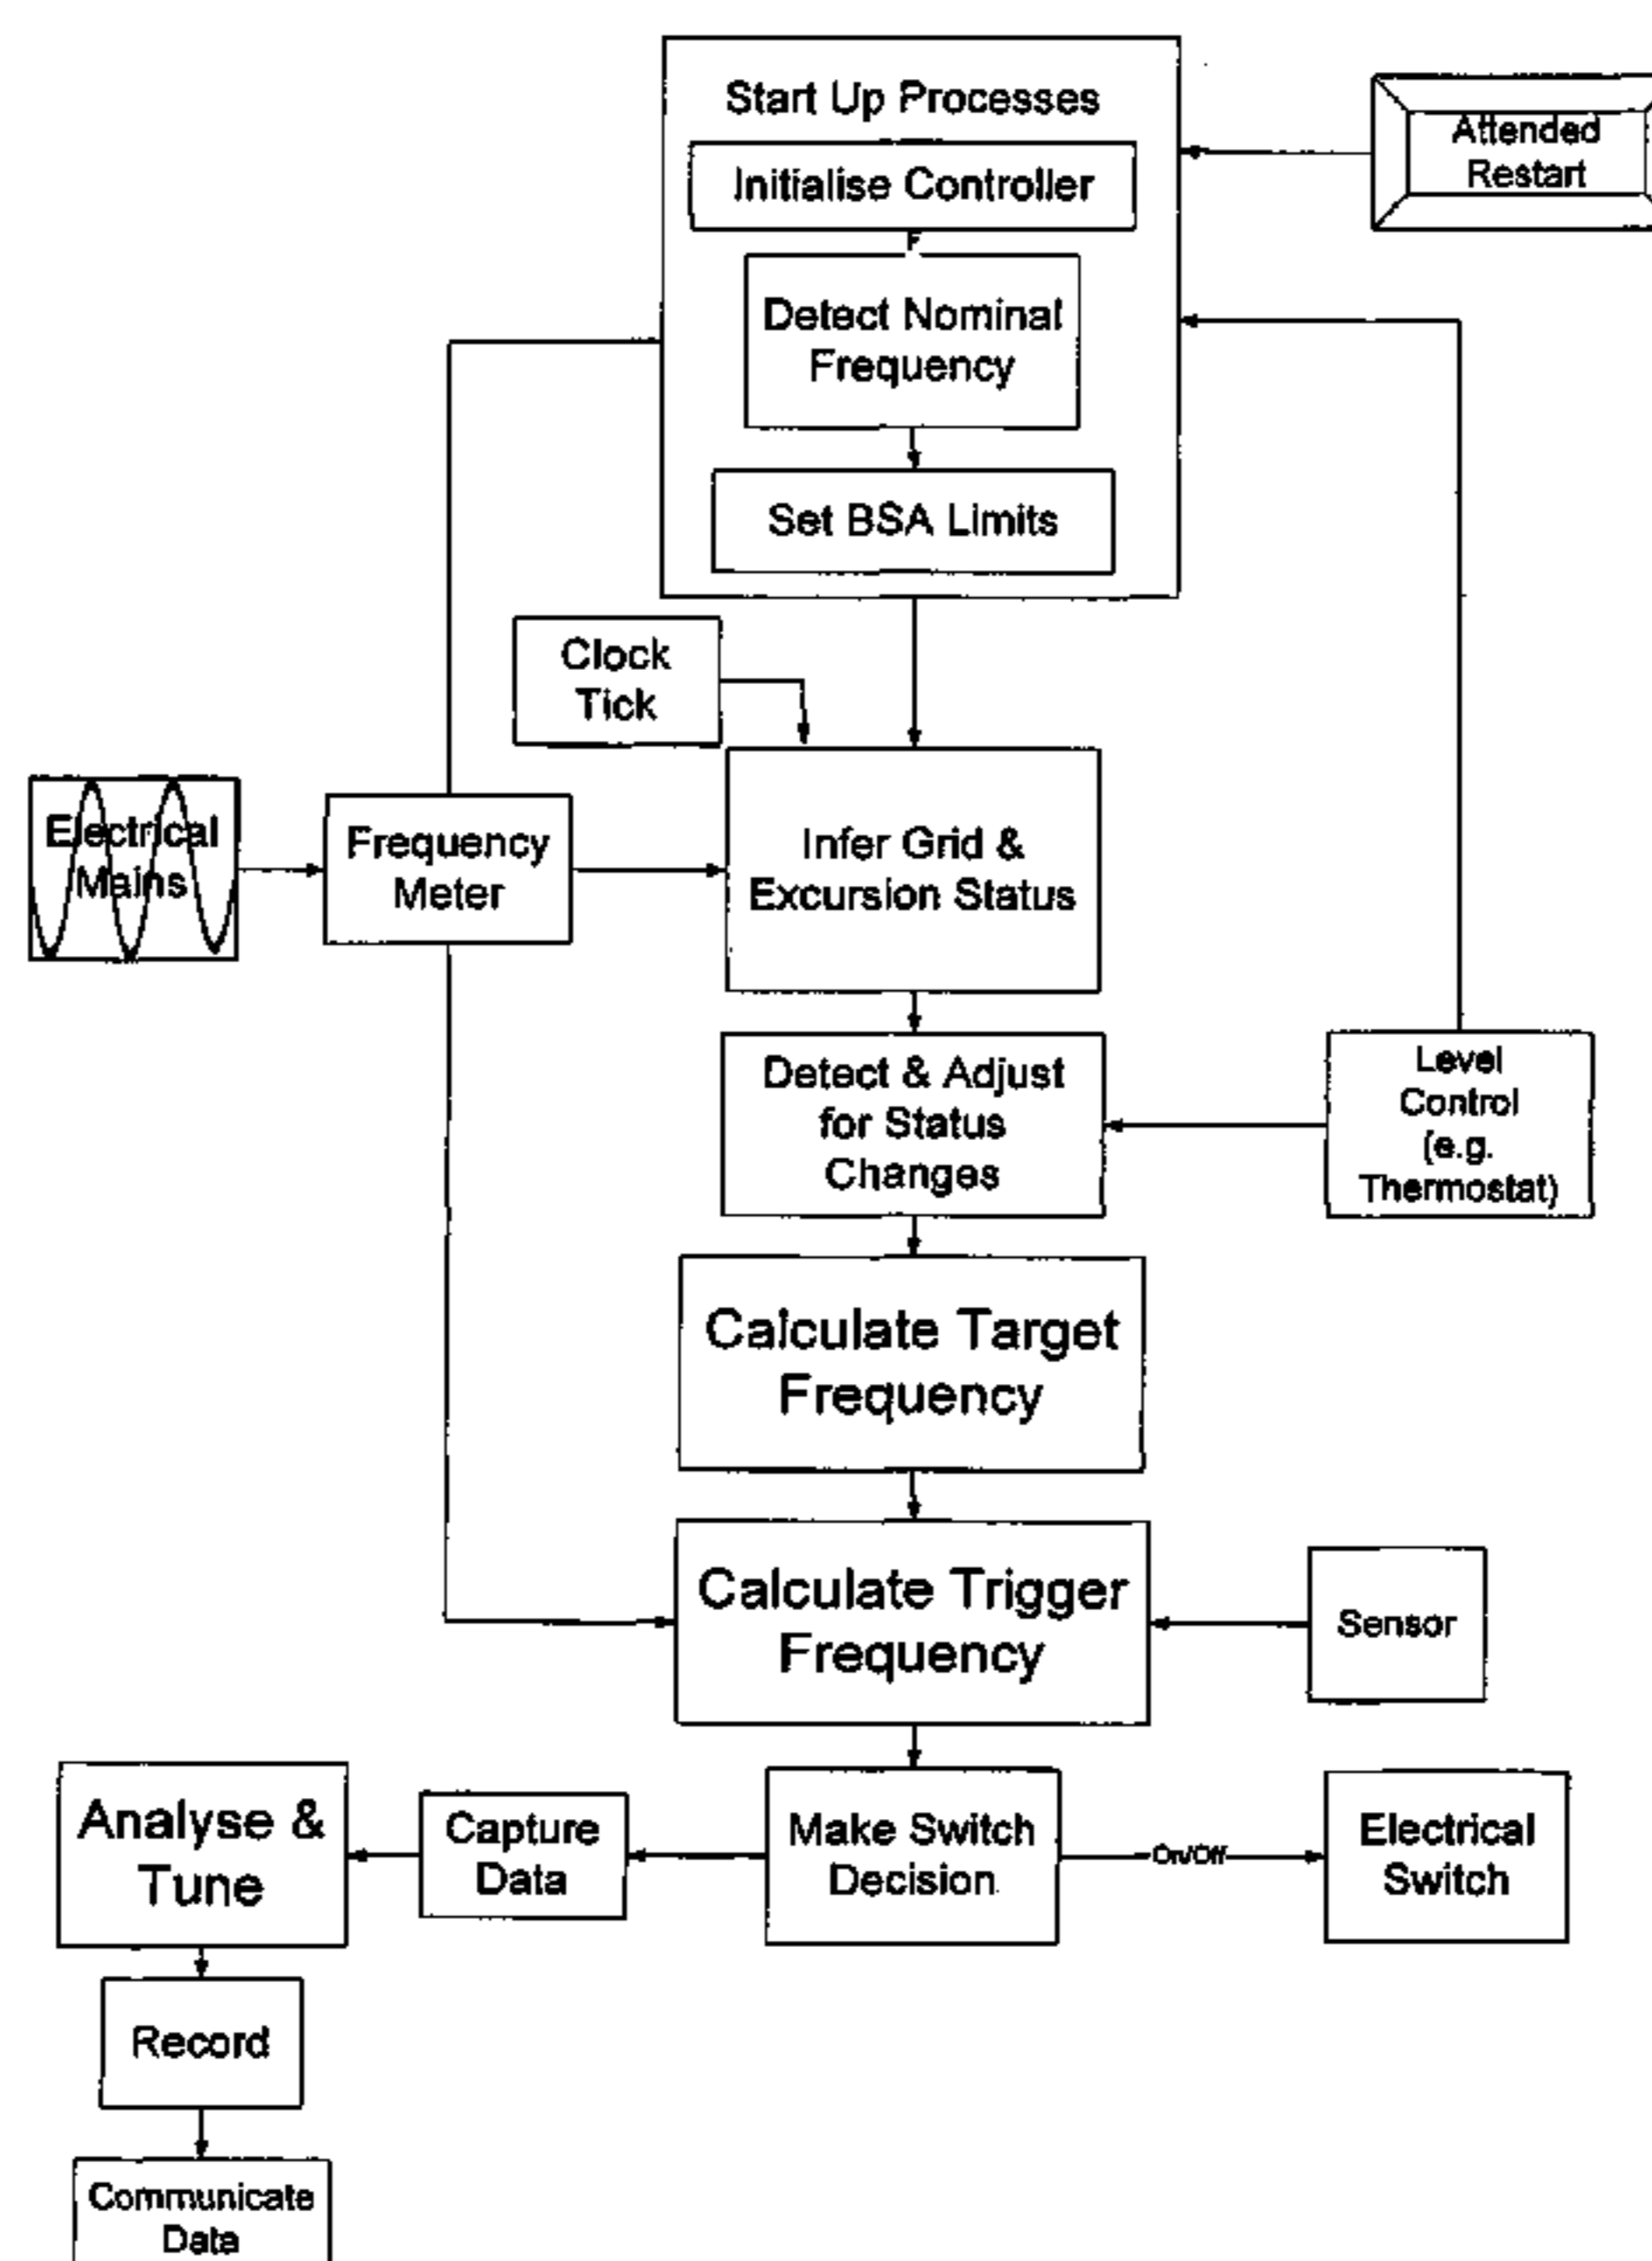 Start Up Processes
Attended
Restart
Initialise Controller
Detect Nominal
Frequency
Set BSA Limits
Clock
Tick
Electrical
Mains
Frequency
Meter
Infer Grid &
Excursion Status
Detect & Adjust
for Status
Changes
Level
Control
(e.g.
Thermostat)
Calculate Target
Frequency
Calculate Trigger
Frequency
Sensor
Analyse &
Tune
Capture
Data
Make Switch
Decision
On/Off
Electrical
Switch
Record
Communicate
Data